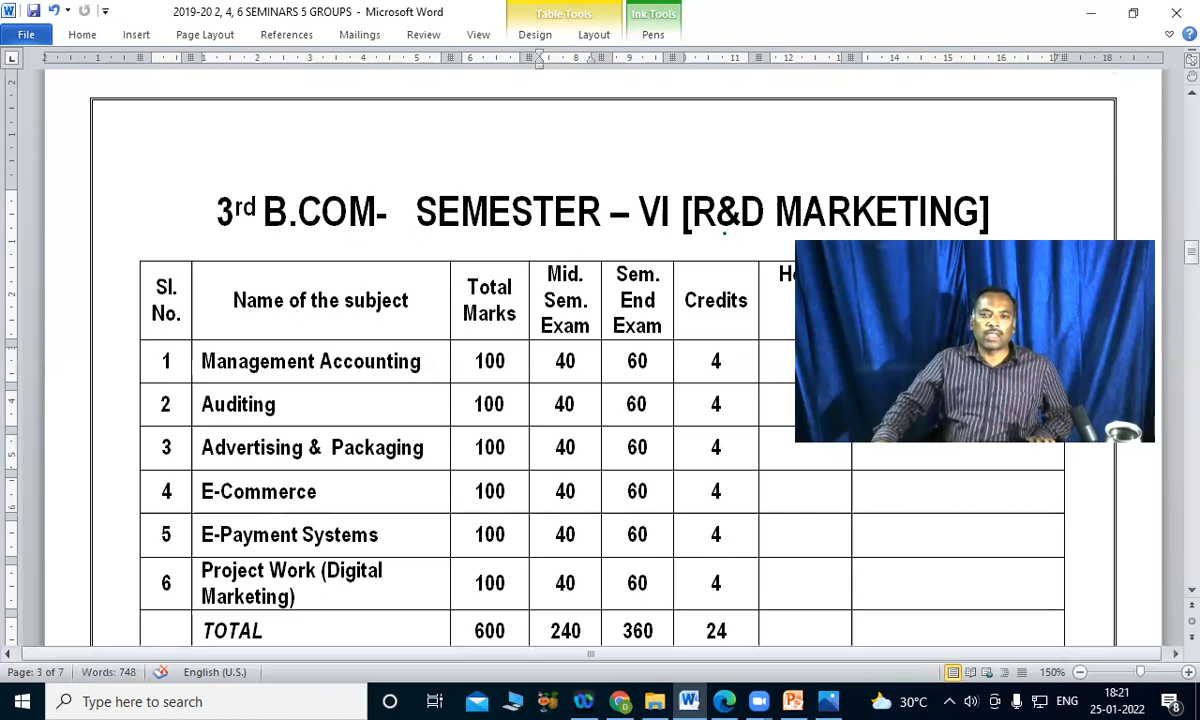 2019-20 2, 4, 6 SEMINARS 5 GROUPS - Microsoft Word
Table Tools
Ink Tools
File Home Insert Page Layout References Mailings Review View Design Layout Pens
3rd B.COM- SEMESTER – VI [R&D MARKETING]
Sl. No. Name of the subject Total Marks Mid. Sem. Exam Sem. End Exam Credits
1 Management Accounting 100 40 60 4
2 Auditing 100 40 60 4
3 Advertising & Packaging 100 40 60 4
4 E-Commerce 100 40 60 4
5 E-Payment Systems 100 40 60 4
6 Project Work (Digital Marketing) 100 40 60 4
TOTAL 600 240 360 24
Page: 3 of 7 Words: 748 English (U.S.) 150%
Type here to search 30°C ENG 18:21
25-01-2022 8